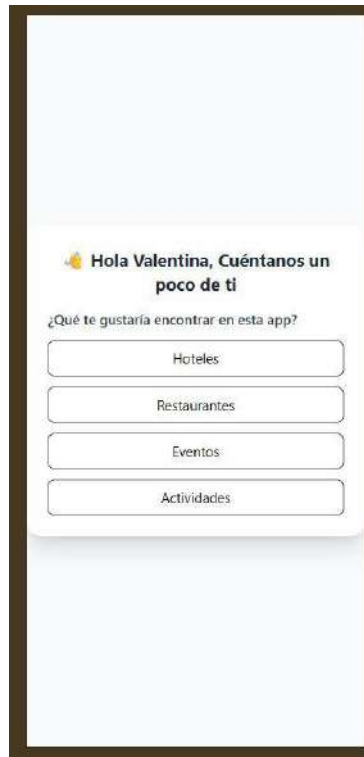 👋 Hola Valentina, Cuéntanos un
poco de ti
¿Qué te gustaría encontrar en esta app?
Hoteles
Restaurantes
Eventos
Actividades